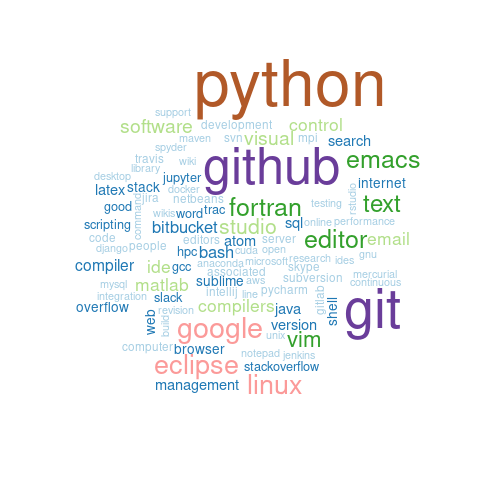 python
support
software development control
maven svn visual mpi search
spyder
travis wiki github emacs
library
desktop jupyter internet
latex stack docker rstudio
command jira netbeans text
good wikis word trac fortran testing
scripting bitbucket studio sql online performance
code people editors atom server editor email
django hpc bash cuda open gnu
compiler ide gcc anaconda microsoft research ides
associated skype mercurial
mysql matlab sublime aws subversion continuous
integration slack intellij line pycharm gitlab git
overflow revision compilers java shell
web build google version
unix vim
computer browser notepad jenkins
eclipse stackoverflow
management linux